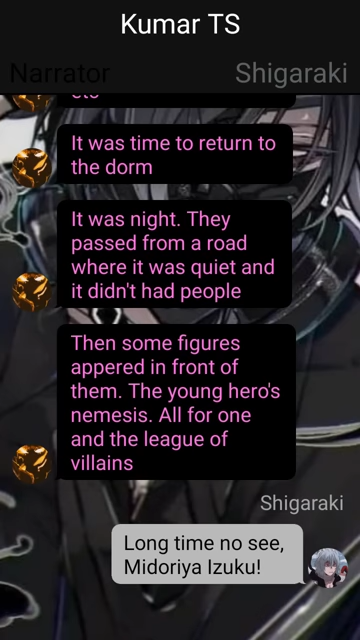 Kumar TS
Narrator
Shigaraki
etc
It was time to return to
the dorm
It was night. They
passed from a road
where it was quiet and
it didn't had people
Then some figures
appered in front of
them. The young hero's
nemesis. All for one
and the league of
villains
Shigaraki
Long time no see,
Midoriya Izuku!